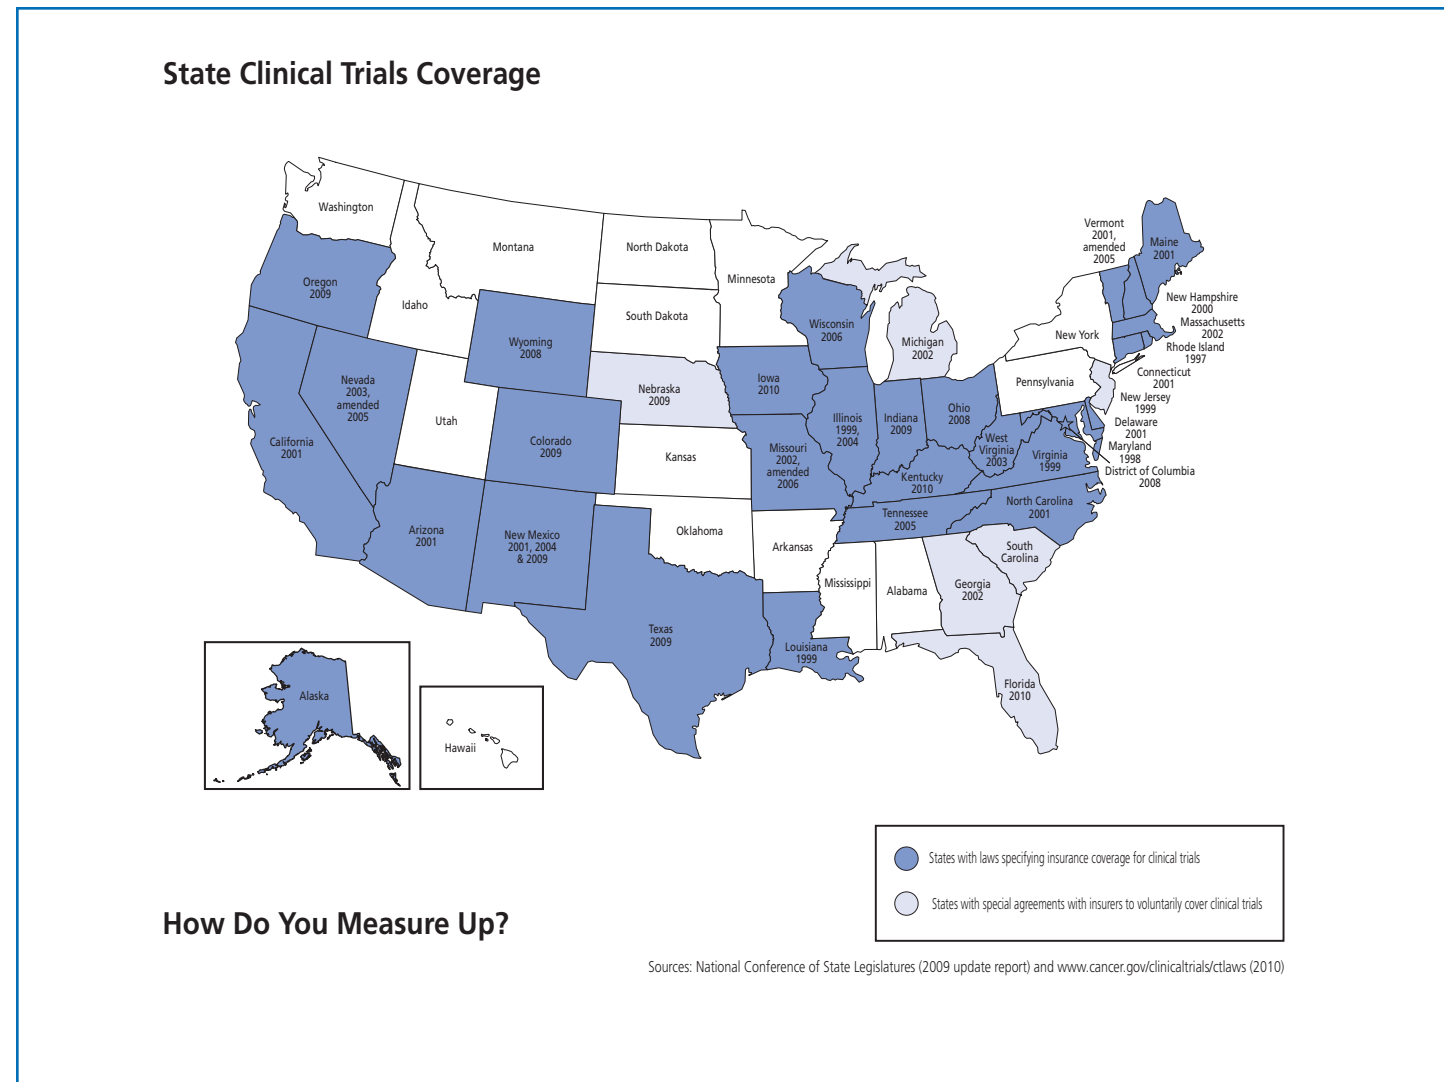 State Clinical Trials Coverage
Washington
Oregon
2009
California
2001
Nevada
2003,
amended
2005
Idaho
Montana
Wyoming
2008
Utah
Colorado
2009
Arizona
2001
New Mexico
2001, 2004
& 2009
North Dakota
South Dakota
Nebraska
2009
Kansas
Oklahoma
Texas
2009
Minnesota
Iowa
2010
Missouri
2002,
amended
2006
Arkansas
Louisiana
1999
Wisconsin
2006
Illinois
1999,
2004
Michigan
2002
Indiana
2009
Ohio
2008
Kentucky
2010
Tennessee
2005
Mississippi
Alabama
Georgia
2002
Florida
2010
South
Carolina
North Carolina
2001
West
Virginia
2003
Virginia
1999
Pennsylvania
New York
Vermont
2001,
amended
2005
Maine
2001
New Hampshire
2000
Massachusetts
2002
Rhode Island
1997
Connecticut
2001
New Jersey
1999
Delaware
2001
Maryland
1998
District of Columbia
2008
Alaska
Hawaii
States with laws specifying insurance coverage for clinical trials
States with special agreements with insurers to voluntarily cover clinical trials
How Do You Measure Up?
Sources: National Conference of State Legislatures (2009 update report) and www.cancer.gov/clinicaltrials/ctlaws (2010)